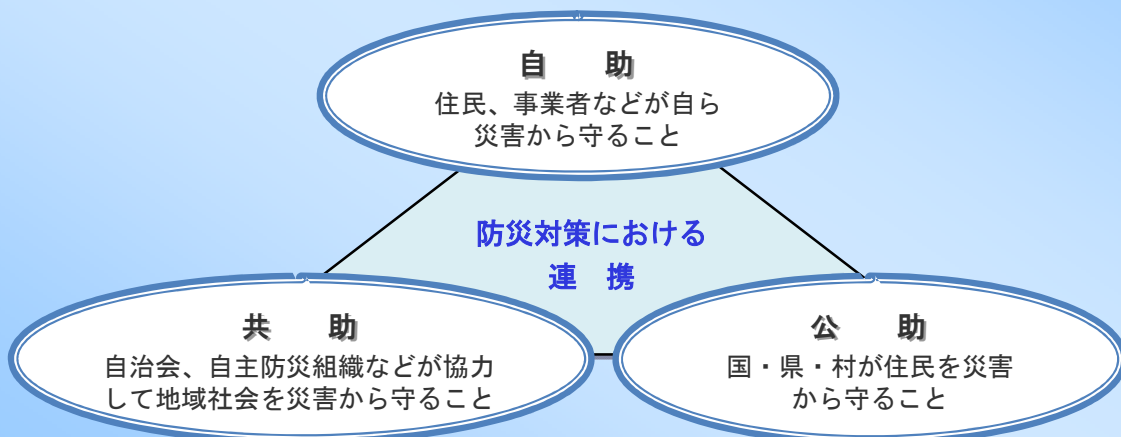 自　助
住民、事業者などが自ら
災害から守ること
防災対策における
連　携
共　助
自治会、自主防災組織などが協力
して地域社会を災害から守ること
公　助
国・県・村が住民を災害
から守ること